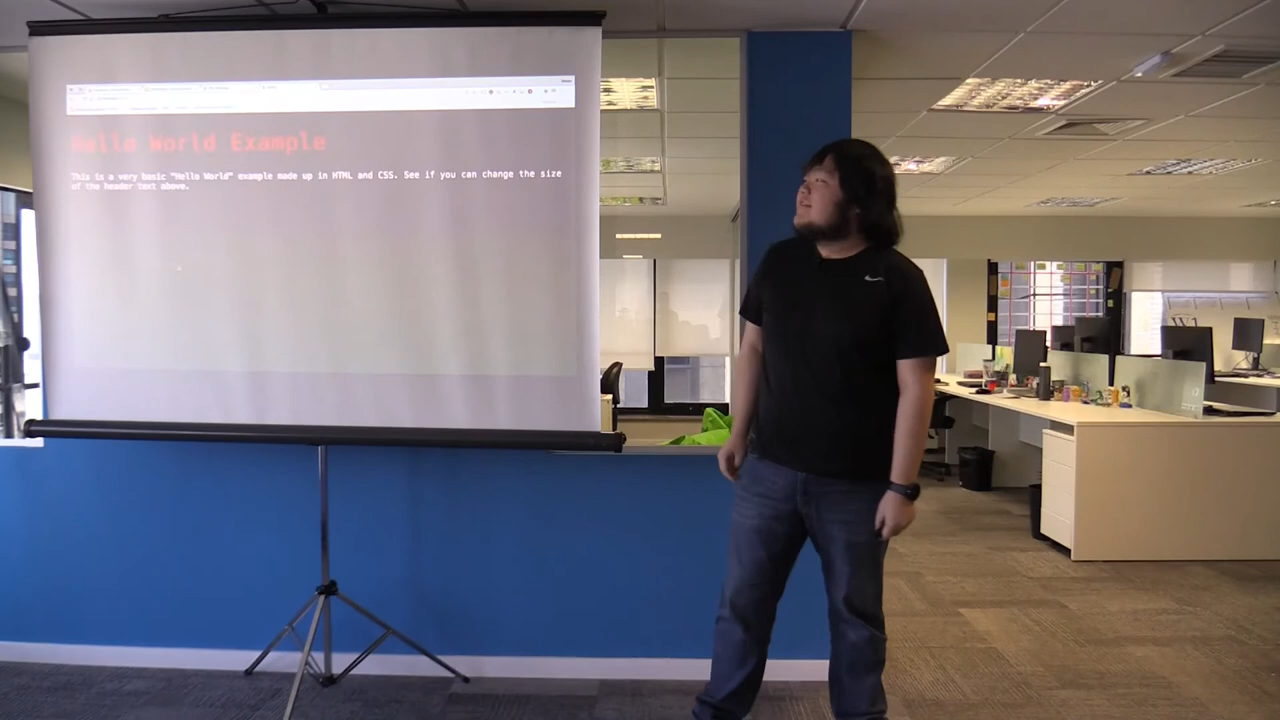 Hello World Example
This is a very basic "Hello World" example made up in HTML and CSS. See if you can change the size
of the header text above.